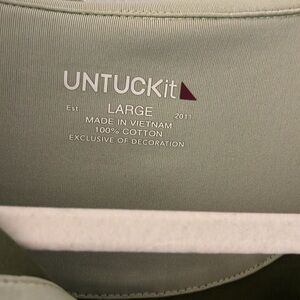 UNTUCKit
Est. LARGE 2011
MADE IN VIETNAM
100% COTTON
EXCLUSIVE OF DECORATION